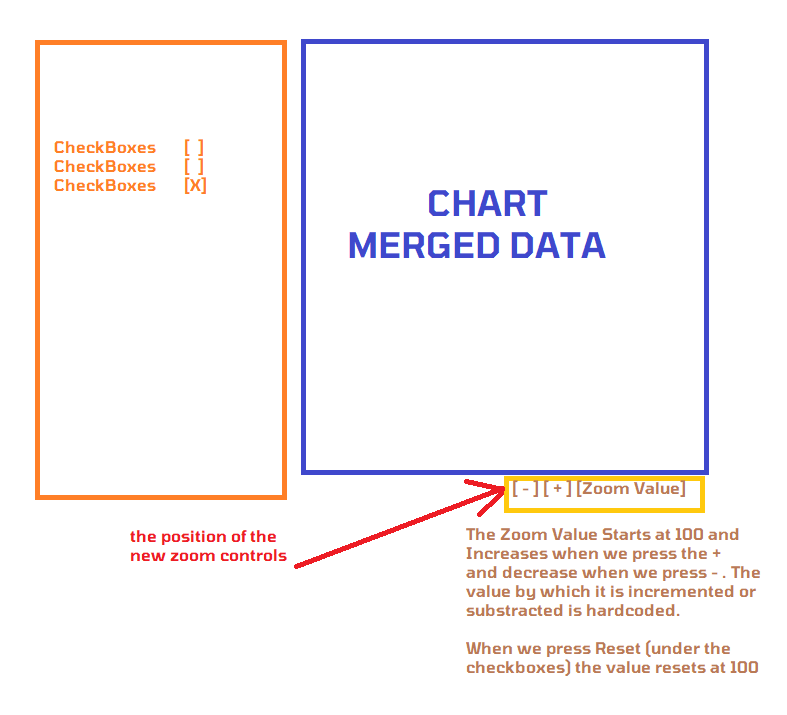 CheckBoxes [ ]
CheckBoxes [ ]
CheckBoxes [X]
CHART
MERGED DATA
[ - ] [ + ] [Zoom Value]
the position of the
new zoom controls
The Zoom Value Starts at 100 and
Increases when we press the +
and decrease when we press - . The
value by which it is incremented or
substracted is hardcoded.
When we press Reset (under the
checkboxes) the value resets at 100